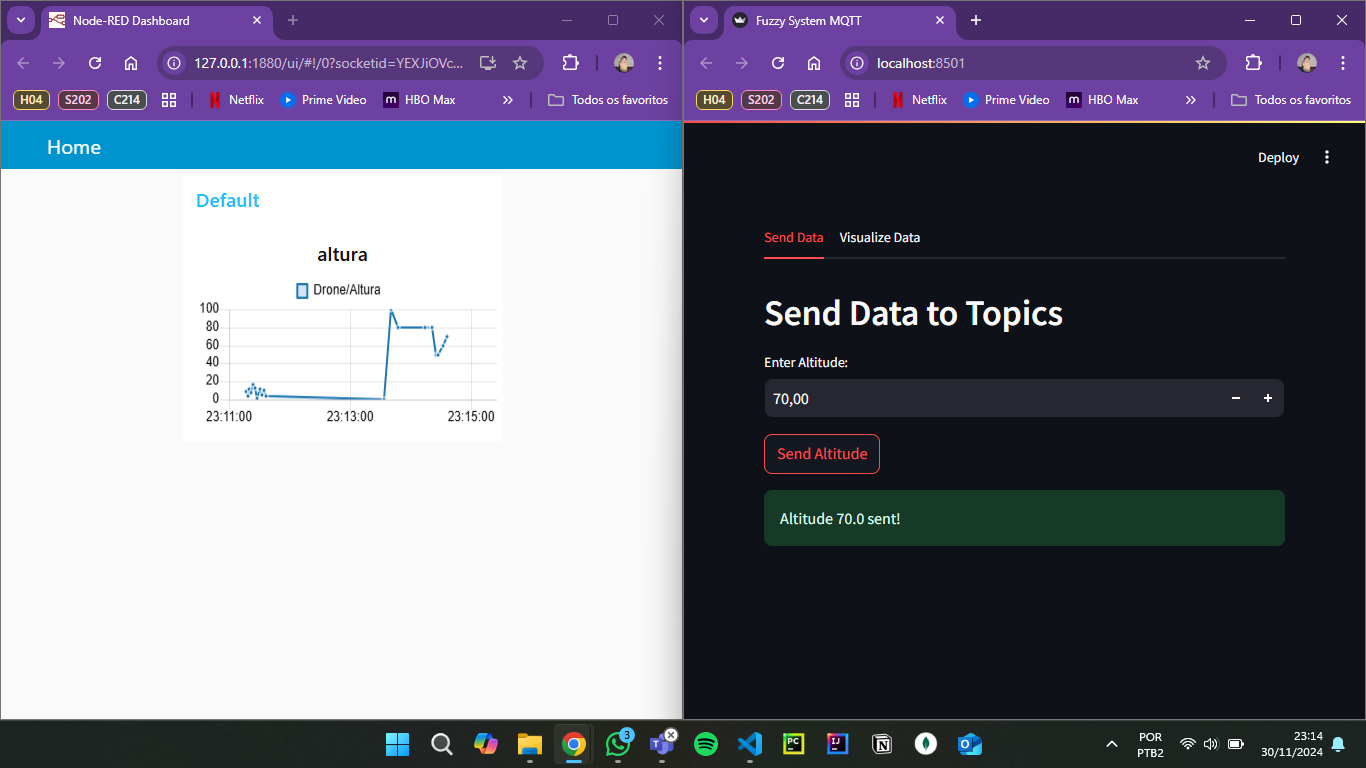 Node-RED Dashboard
127.0.0.1:1880/ui/#!/0?socketid=YEXJiOVc...
H04 S202 C214 Netflix Prime Video HBO Max Todos os favoritos
Home
Default
altura
Drone/Altura
100
80
60
40
20
0
23:11:00 23:13:00 23:15:00
Fuzzy System MQTT
localhost:8501
H04 S202 C214 Netflix Prime Video HBO Max Todos os favoritos
Deploy
Send Data Visualize Data
Send Data to Topics
Enter Altitude:
70,00
Send Altitude
Altitude 70.0 sent!
3
POR
PTB2
23:14
30/11/2024